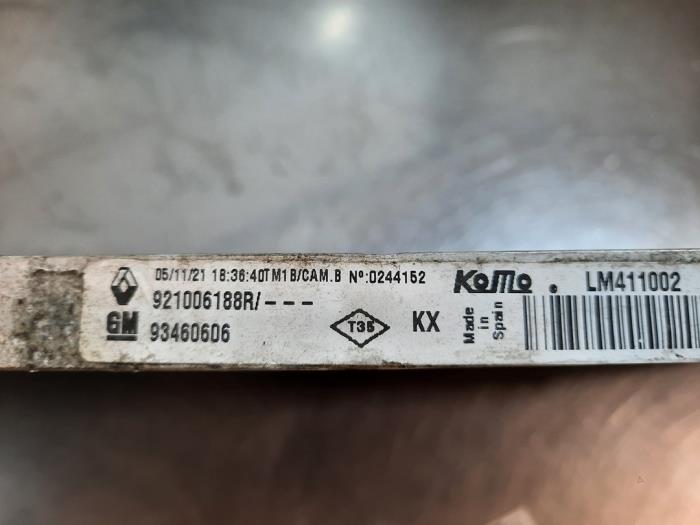 05/11/21 18:36:40TM1B/CAM.B Nº:0244152
921006188R/---
GM 93460606
T35
KX
KoMo
Made in Spain
LM411002